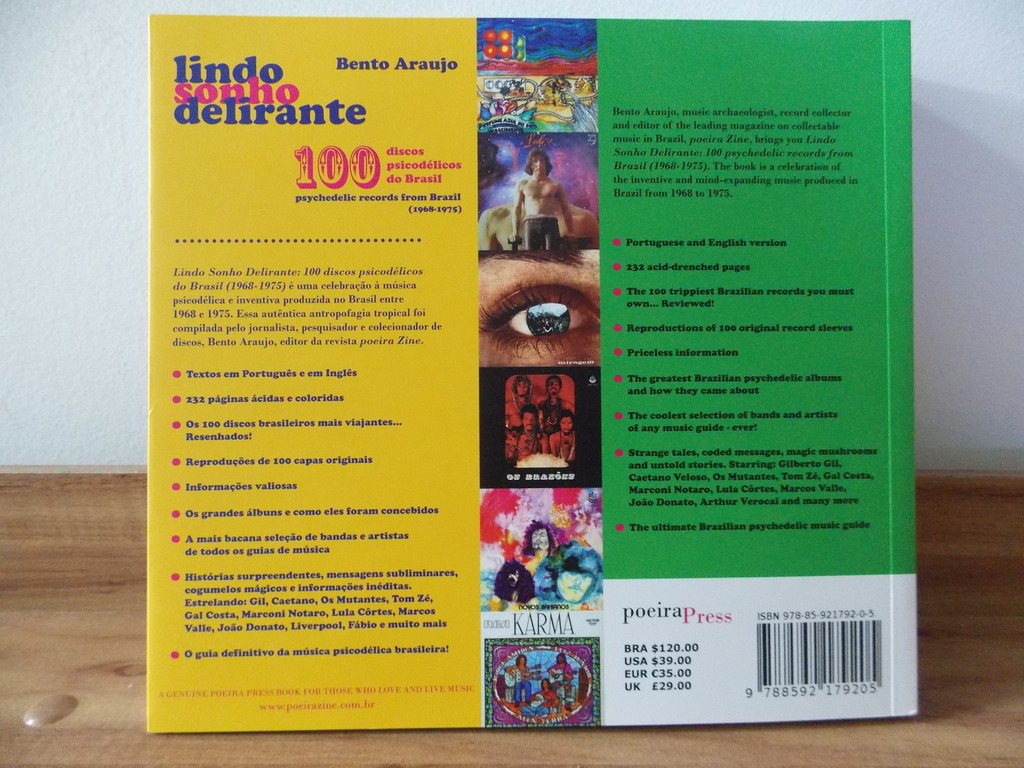 lindo
sonho
delirante
Bento Araujo
100
discos
psicodélicos
do Brasil
psychedelic records from Brazil
(1968-1975)
Lindo Sonho Delirante: 100 discos psicodélicos
do Brasil (1968-1975) é uma celebração à música
psicodélica e inventiva produzida no Brasil entre
1968 e 1975. Essa autêntica antropofagia tropical foi
compilada pelo jornalista, pesquisador e colecionador de
discos, Bento Araujo, editor da revista poeira Zine.
Textos em Português e em Inglês
232 páginas ácidas e coloridas
Os 100 discos brasileiros mais viajantes...
Resenhados!
Reproduções de 100 capas originais
Informações valiosas
Os grandes álbuns e como eles foram concebidos
A mais bacana seleção de bandas e artistas
de todos os guias de música
Histórias surpreendentes, mensagens subliminares,
cogumelos mágicos e informações inéditas.
Estrelando: Gil, Caetano, Os Mutantes, Tom Zé,
Gal Costa, Marconi Notaro, Lula Côrtes, Marcos
Valle, João Donato, Liverpool, Fábio e muito mais
O guia definitivo da música psicodélica brasileira!
A GENUINE POEIRA PRESS BOOK FOR THOSE WHO LOVE AND LIVE MUSIC
www.poeirazine.com.br
miragem
OS BRAZÕES
NOVOS BAIANOS
KARMA
Bento Araujo, music archaeologist, record collector
and editor of the leading magazine on collectable
music in Brazil, poeira Zine, brings you Lindo
Sonho Delirante: 100 psychedelic records from
Brazil (1968-1975). The book is a celebration of
the inventive and mind-expanding music produced in
Brazil from 1968 to 1975.
Portuguese and English version
232 acid-drenched pages
The 100 trippiest Brazilian records you must
own... Reviewed!
Reproductions of 100 original record sleeves
Priceless information
The greatest Brazilian psychedelic albums
and how they came about
The coolest selection of bands and artists
of any music guide - ever!
Strange tales, coded messages, magic mushrooms
and untold stories. Starring: Gilberto Gil,
Caetano Veloso, Os Mutantes, Tom Zé, Gal Costa,
Marconi Notaro, Lula Côrtes, Marcos Valle,
João Donato, Arthur Verocai and many more
The ultimate Brazilian psychedelic music guide
poeira Press
BRA $120.00
USA $39.00
EUR €35.00
UK £29.00
ISBN 978-85-921792-0-5
9 788592 179205